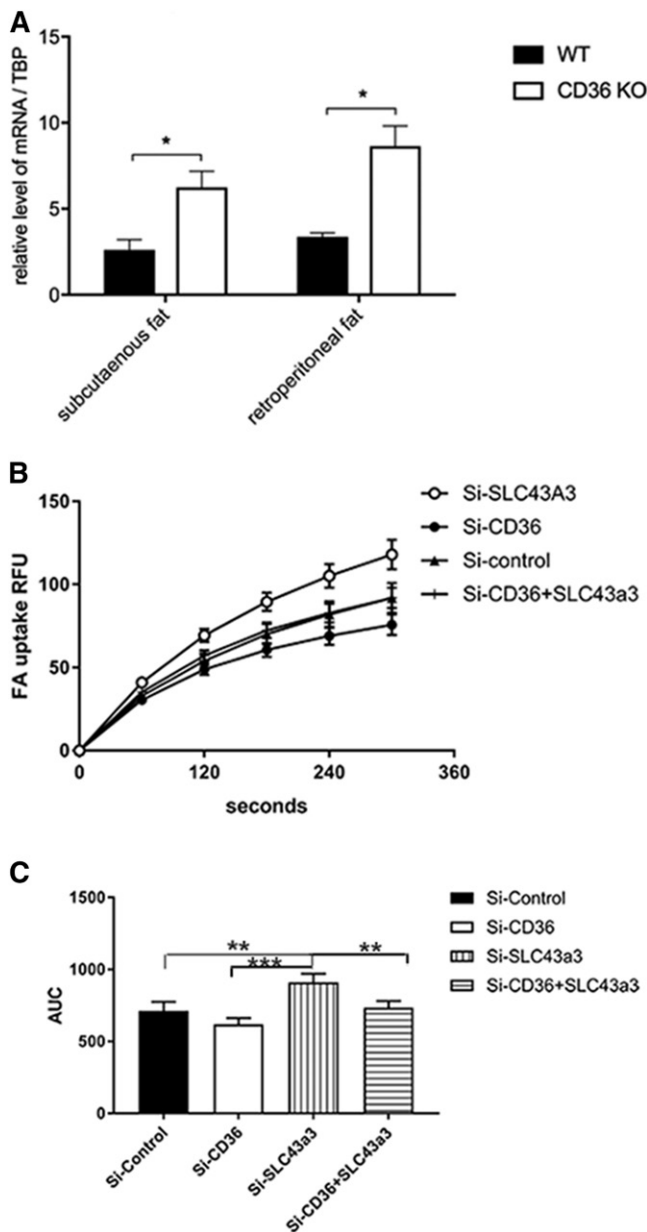 A
relative level of mRNA / TBP
15
10
5
0
*
*
WT
CD36 KO
subcutaenous fat
retroperitoneal fat
B
FA uptake RFU
150
100
50
0
0
120
240
360
seconds
Si-SLC43A3
Si-CD36
Si-control
Si-CD36+SLC43a3
C
AUC
1500
1000
500
0
**
***
**
Si-Control
Si-CD36
Si-SLC43a3
Si-CD36+SLC43a3
Si-Control
Si-CD36
Si-SLC43a3
Si-CD36+SLC43a3